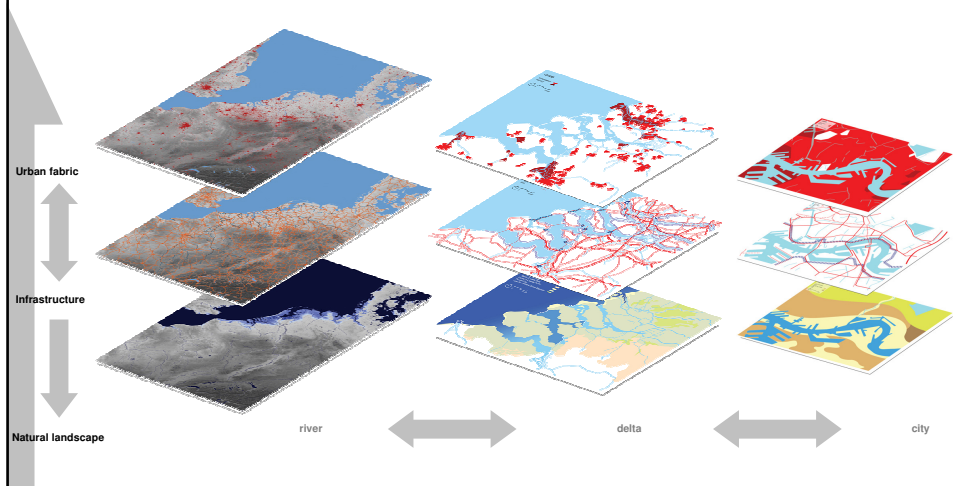 Urban fabric
Infrastructure
Natural landscape
river
delta
city